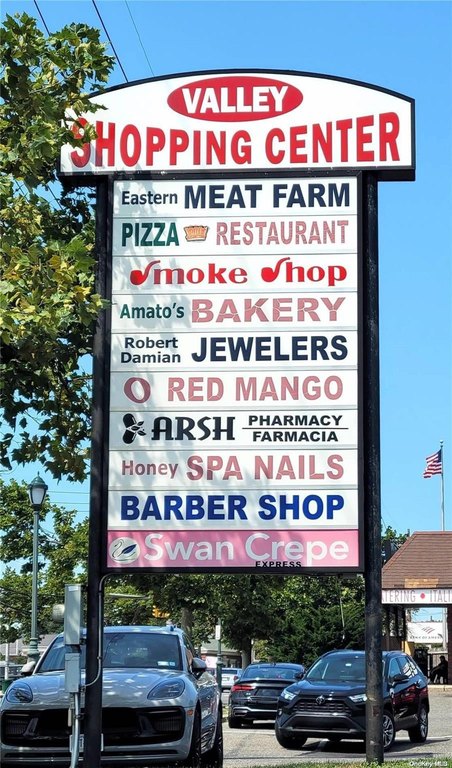 VALLEY
SHOPPING CENTER
Eastern MEAT FARM
PIZZA RESTAURANT
Smoke Shop
Amato's BAKERY
Robert Damian JEWELERS
RED MANGO
ARSH PHARMACY FARMACIA
Honey SPA NAILS
BARBER SHOP
Swan Crepe
EXPRESS